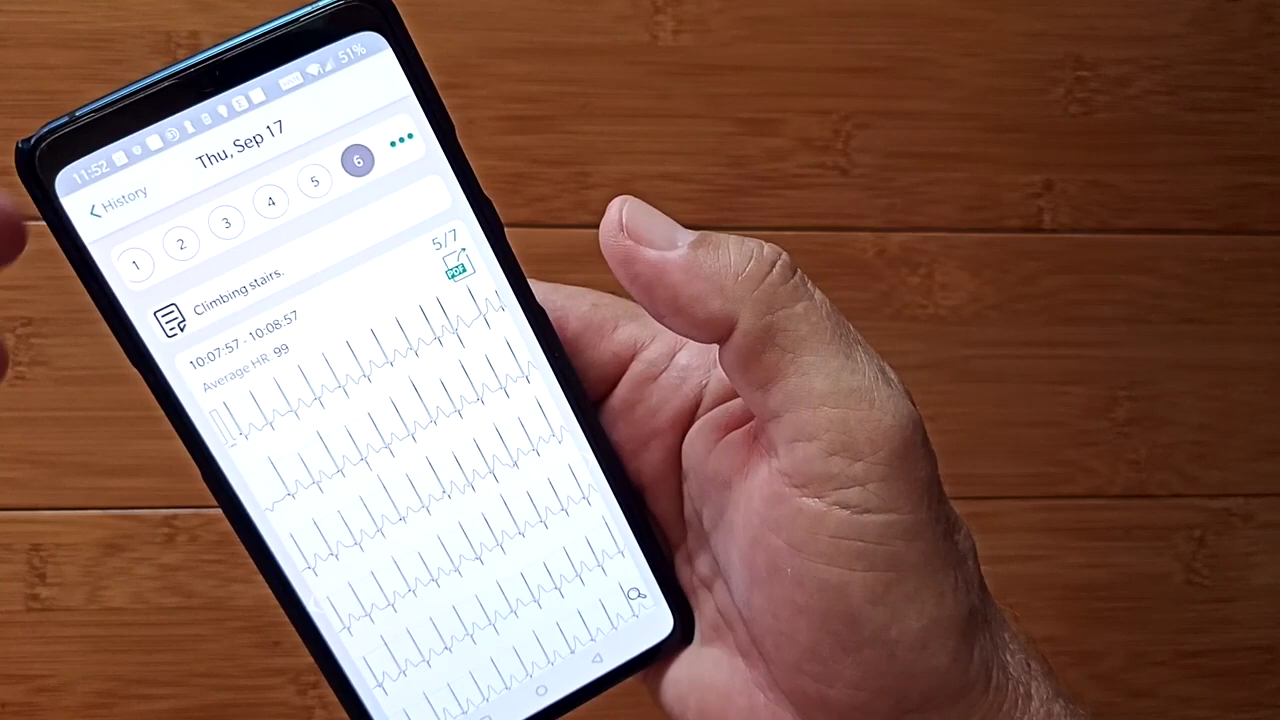 11:52 51%
Thu, Sep 17
History
1 2 3 4 5 6
Climbing stairs.
5/7
PDF
10:07:57 - 10:08:57
Average HR 99